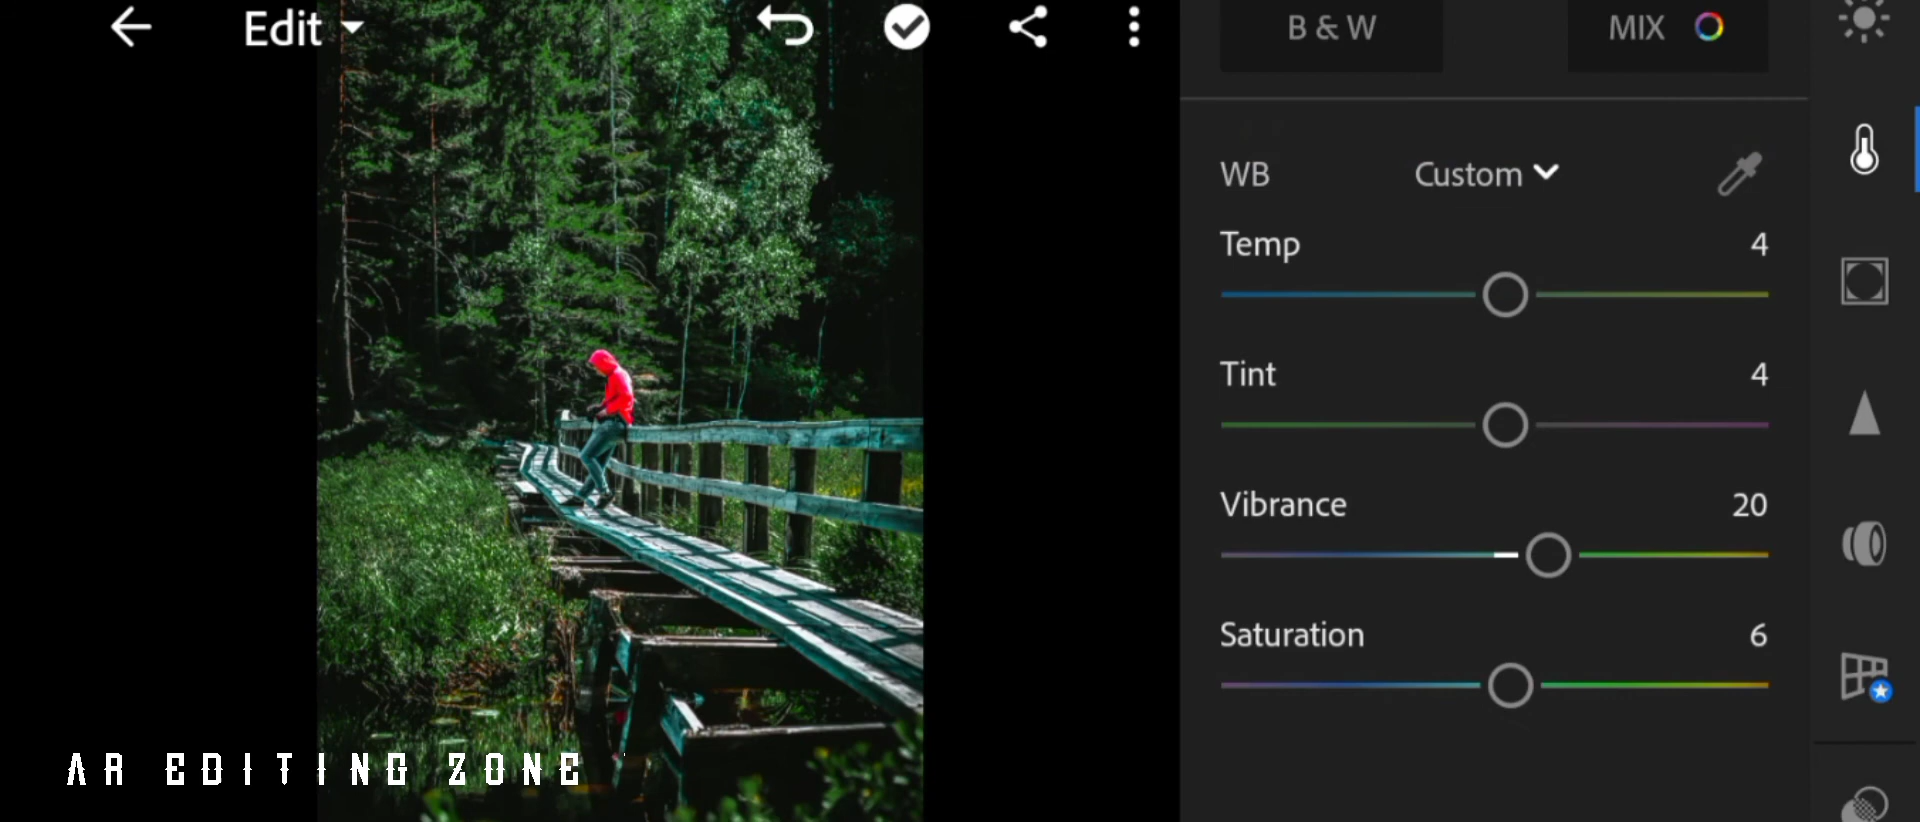 Edit
B & W
MIX
WB
Custom
Temp 4
Tint 4
Vibrance 20
Saturation 6
AR EDITING ZONE